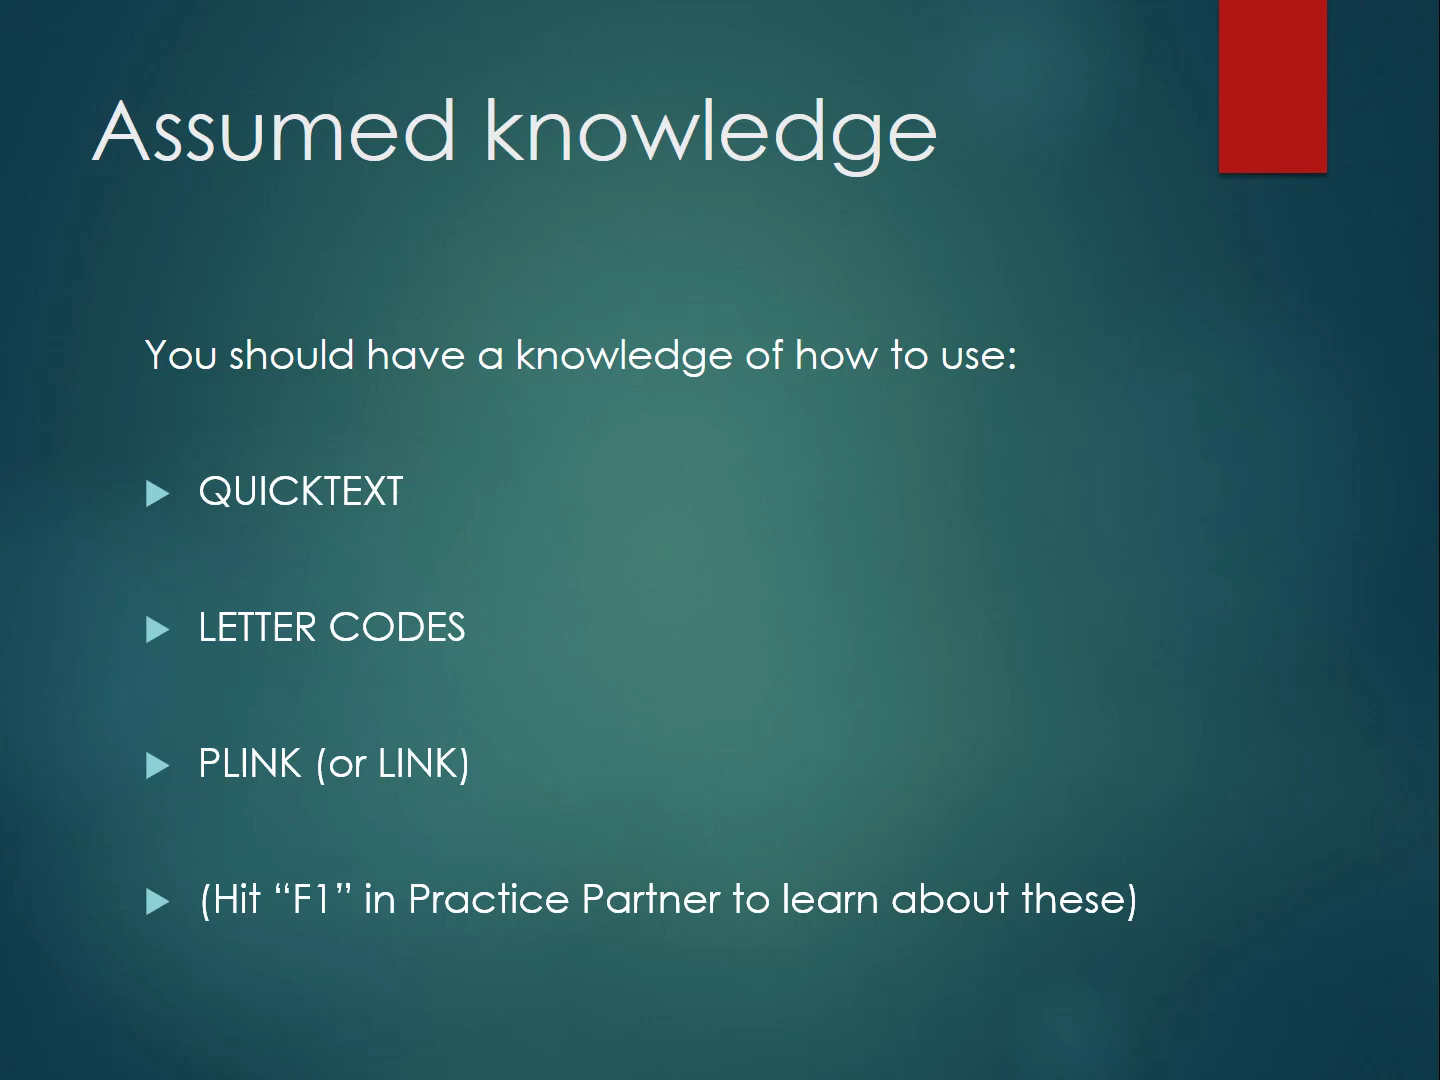 Assumed knowledge
You should have a knowledge of how to use:
QUICKTEXT
LETTER CODES
PLINK (or LINK)
(Hit “F1” in Practice Partner to learn about these)